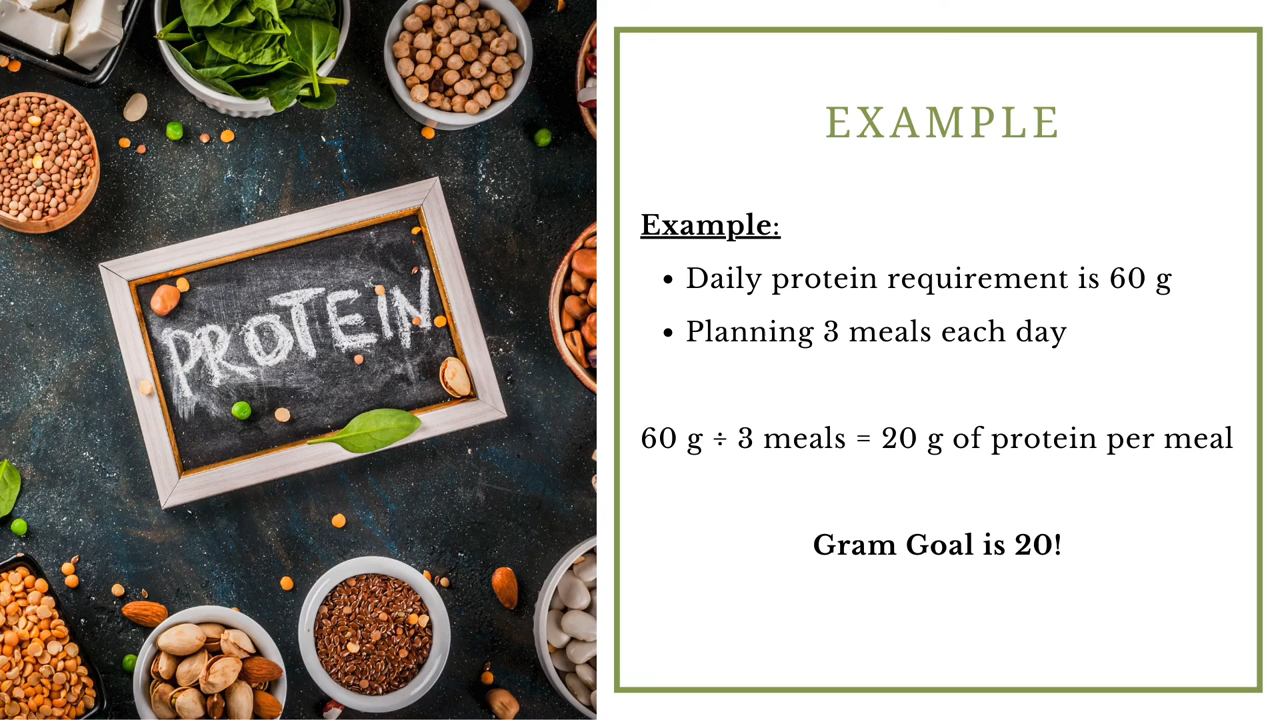 PROTEIN
EXAMPLE
Example:
• Daily protein requirement is 60 g
• Planning 3 meals each day
60 g ÷ 3 meals = 20 g of protein per meal
Gram Goal is 20!